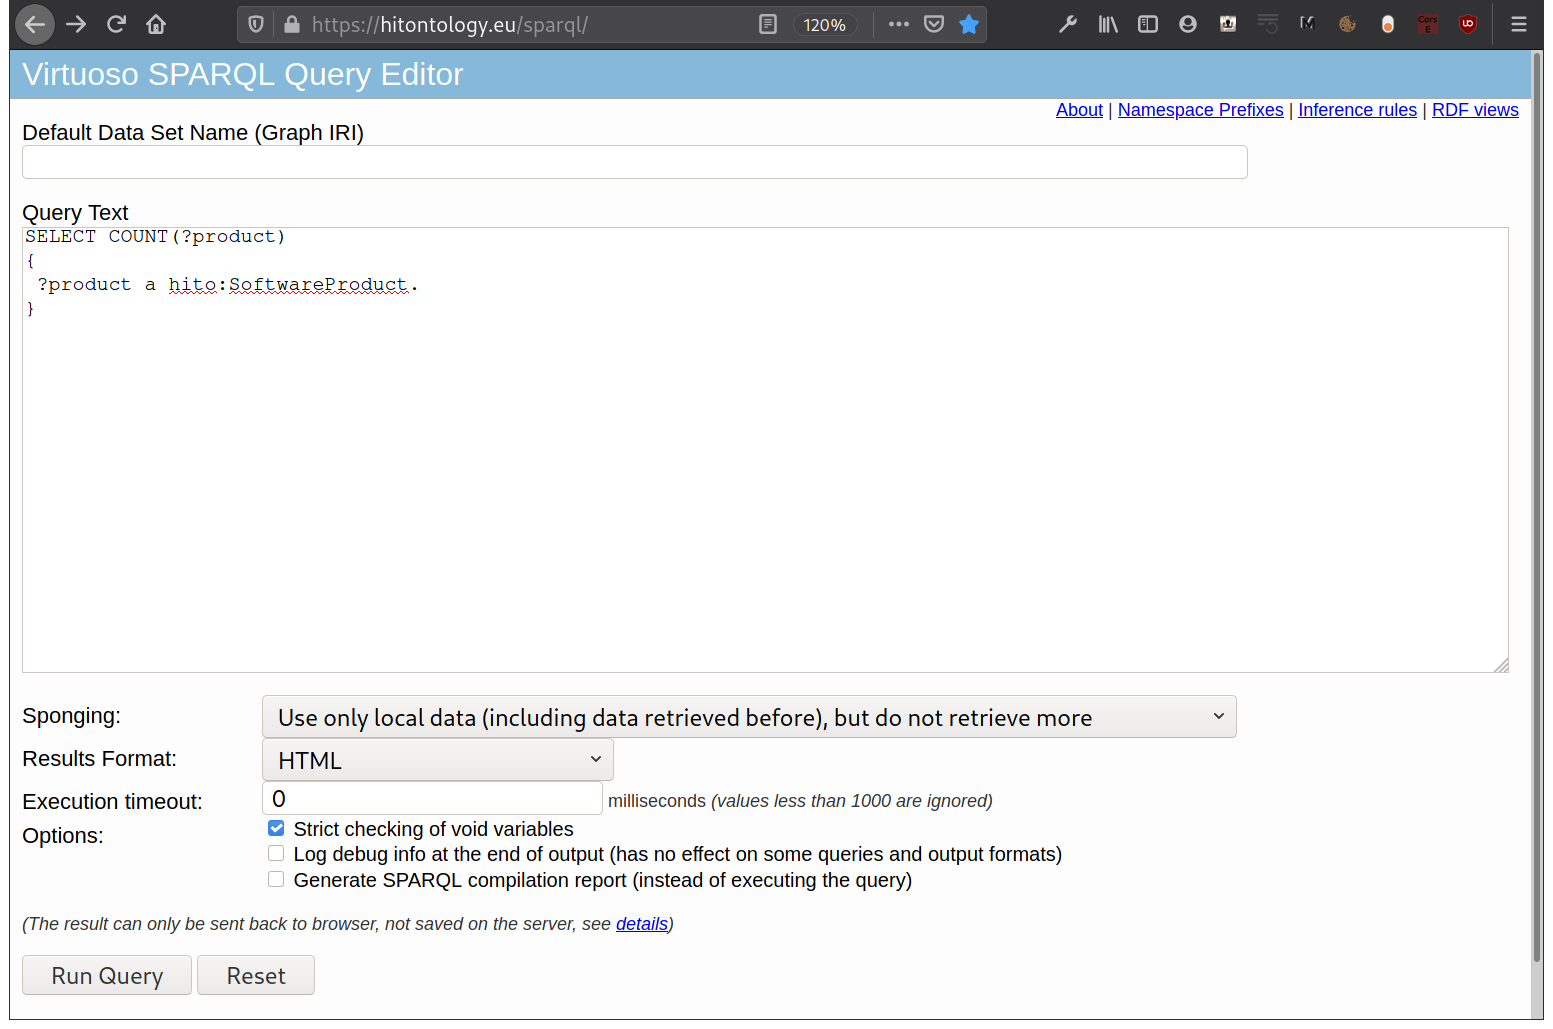 https://hitontology.eu/sparql/
120%
Cors
E
Virtuoso SPARQL Query Editor
About | Namespace Prefixes | Inference rules | RDF views
Default Data Set Name (Graph IRI)
Query Text
SELECT COUNT(?product)
{
?product a hito:SoftwareProduct.
}
Sponging:
Use only local data (including data retrieved before), but do not retrieve more
Results Format:
HTML
Execution timeout:
0
milliseconds (values less than 1000 are ignored)
Options:
Strict checking of void variables
Log debug info at the end of output (has no effect on some queries and output formats)
Generate SPARQL compilation report (instead of executing the query)
(The result can only be sent back to browser, not saved on the server, see details)
Run Query
Reset